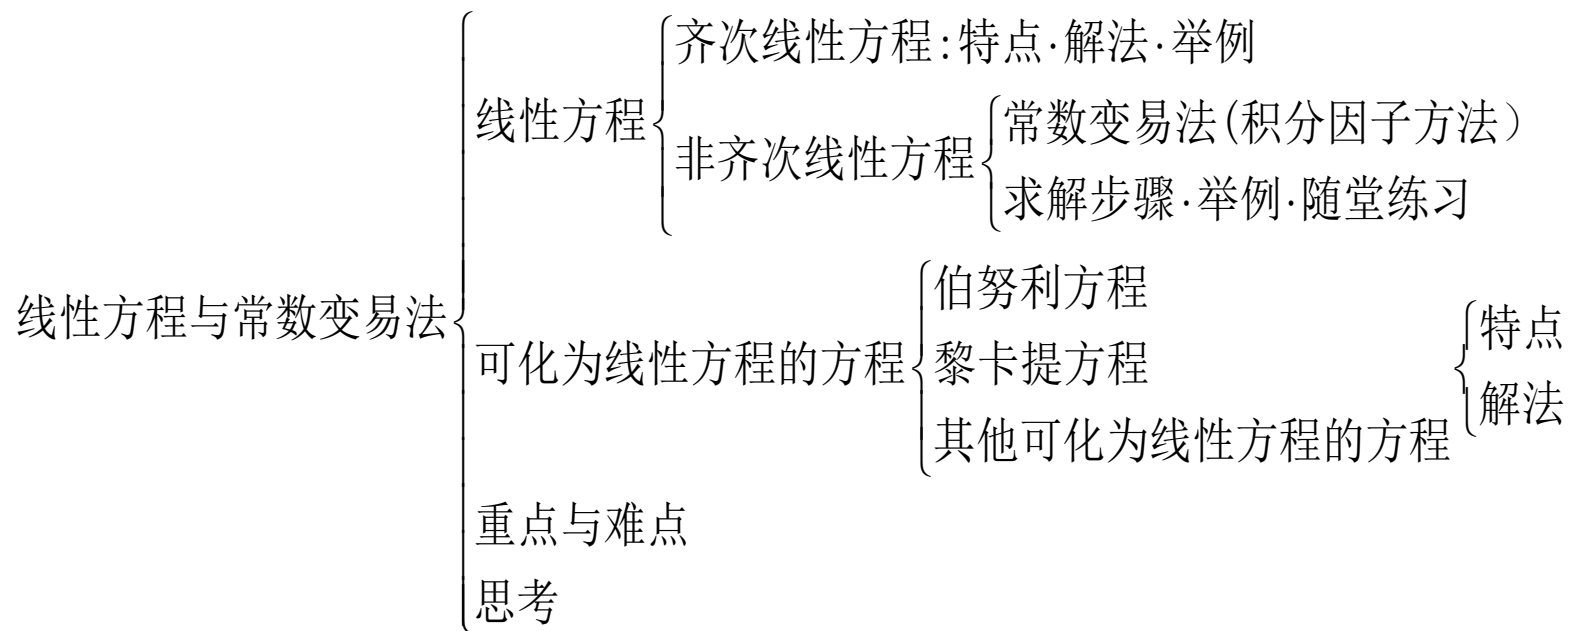 齐次线性方程:特点·解法·举例
线性方程
常数变易法(积分因子方法）
非齐次线性方程
求解步骤·举例·随堂练习
线性方程与常数变易法
伯努利方程
可化为线性方程的方程
黎卡提方程
其他可化为线性方程的方程
特点
解法
重点与难点
思考